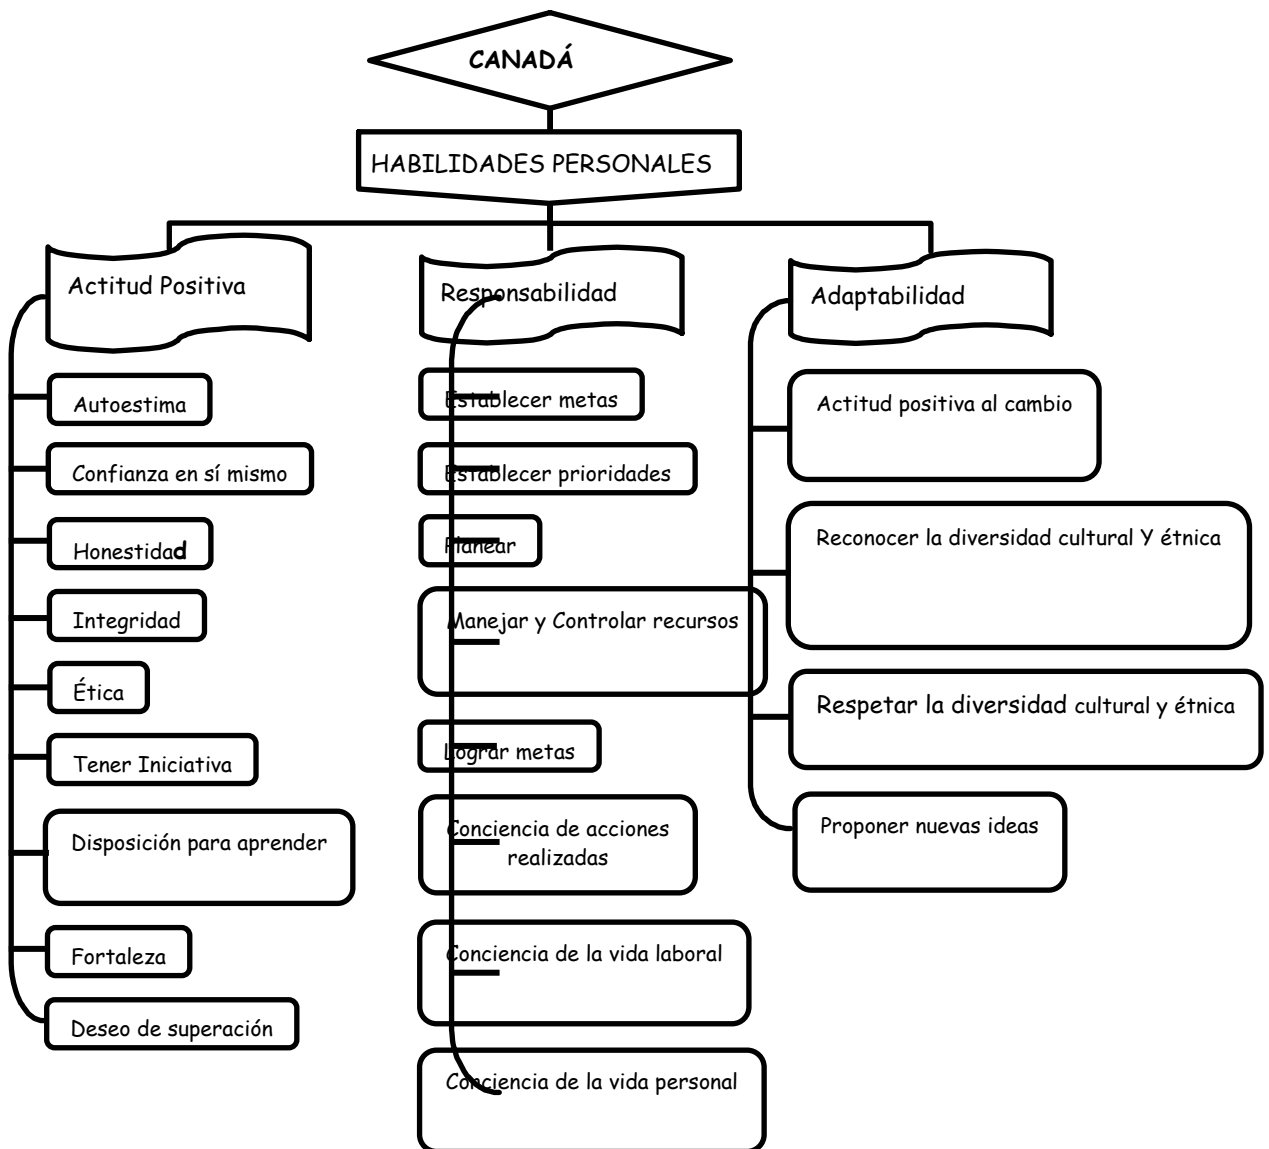 CANADÁ
HABILIDADES PERSONALES
Actitud Positiva
Autoestima
Confianza en sí mismo
Honestidad
Integridad
Ética
Tener Iniciativa
Disposición para aprender
Fortaleza
Deseo de superación
Responsabilidad
Establecer metas
Establecer prioridades
Planear
Manejar y Controlar recursos
Lograr metas
Conciencia de acciones
realizadas
Conciencia de la vida laboral
Conciencia de la vida personal
Adaptabilidad
Actitud positiva al cambio
Reconocer la diversidad cultural Y étnica
Respetar la diversidad cultural y étnica
Proponer nuevas ideas